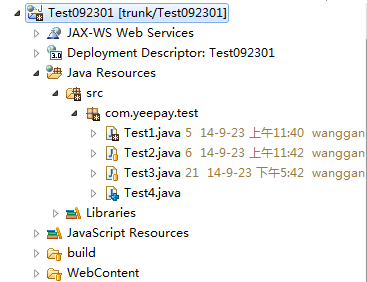 Test092301 [trunk/Test092301]
JAX-WS Web Services
Deployment Descriptor: Test092301
Java Resources
src
com.yeepay.test
Test1.java 5 14-9-23 上午11:40 wanggan
Test2.java 6 14-9-23 上午11:42 wanggan
Test3.java 21 14-9-23 下午5:42 wanggan
Test4.java
Libraries
JavaScript Resources
build
WebContent